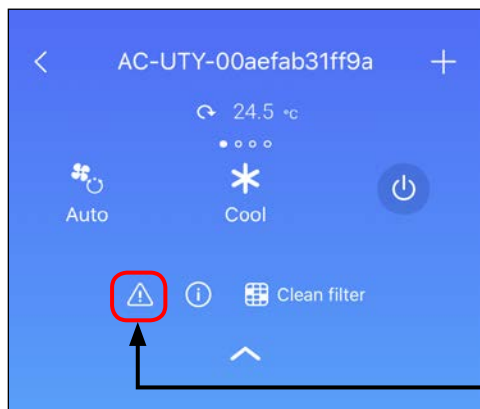 AC-UTY-00aefab31ff9a
24.5 °c
Auto
Cool
Clean filter